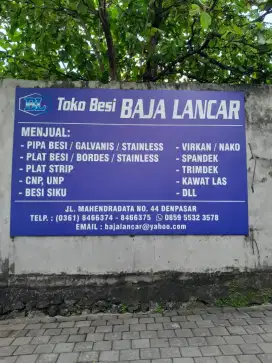 Toko Besi BAJA LANCAR
MENJUAL:
- PIPA BESI / GALVANIS / STAINLESS
- PLAT BESI / BORDES / STAINLESS
- PLAT STRIP
- CNP, UNP
- BESI SIKU
- VIRKAN / NAKO
- SPANDEK
- TRIMDEK
- KAWAT LAS
- DLL
JL. MAHENDRADATA NO. 44 DENPASAR
TELP. : (0361) 8466374 - 8466375 0859 5532 3578
EMAIL : bajalancar@yahoo.com